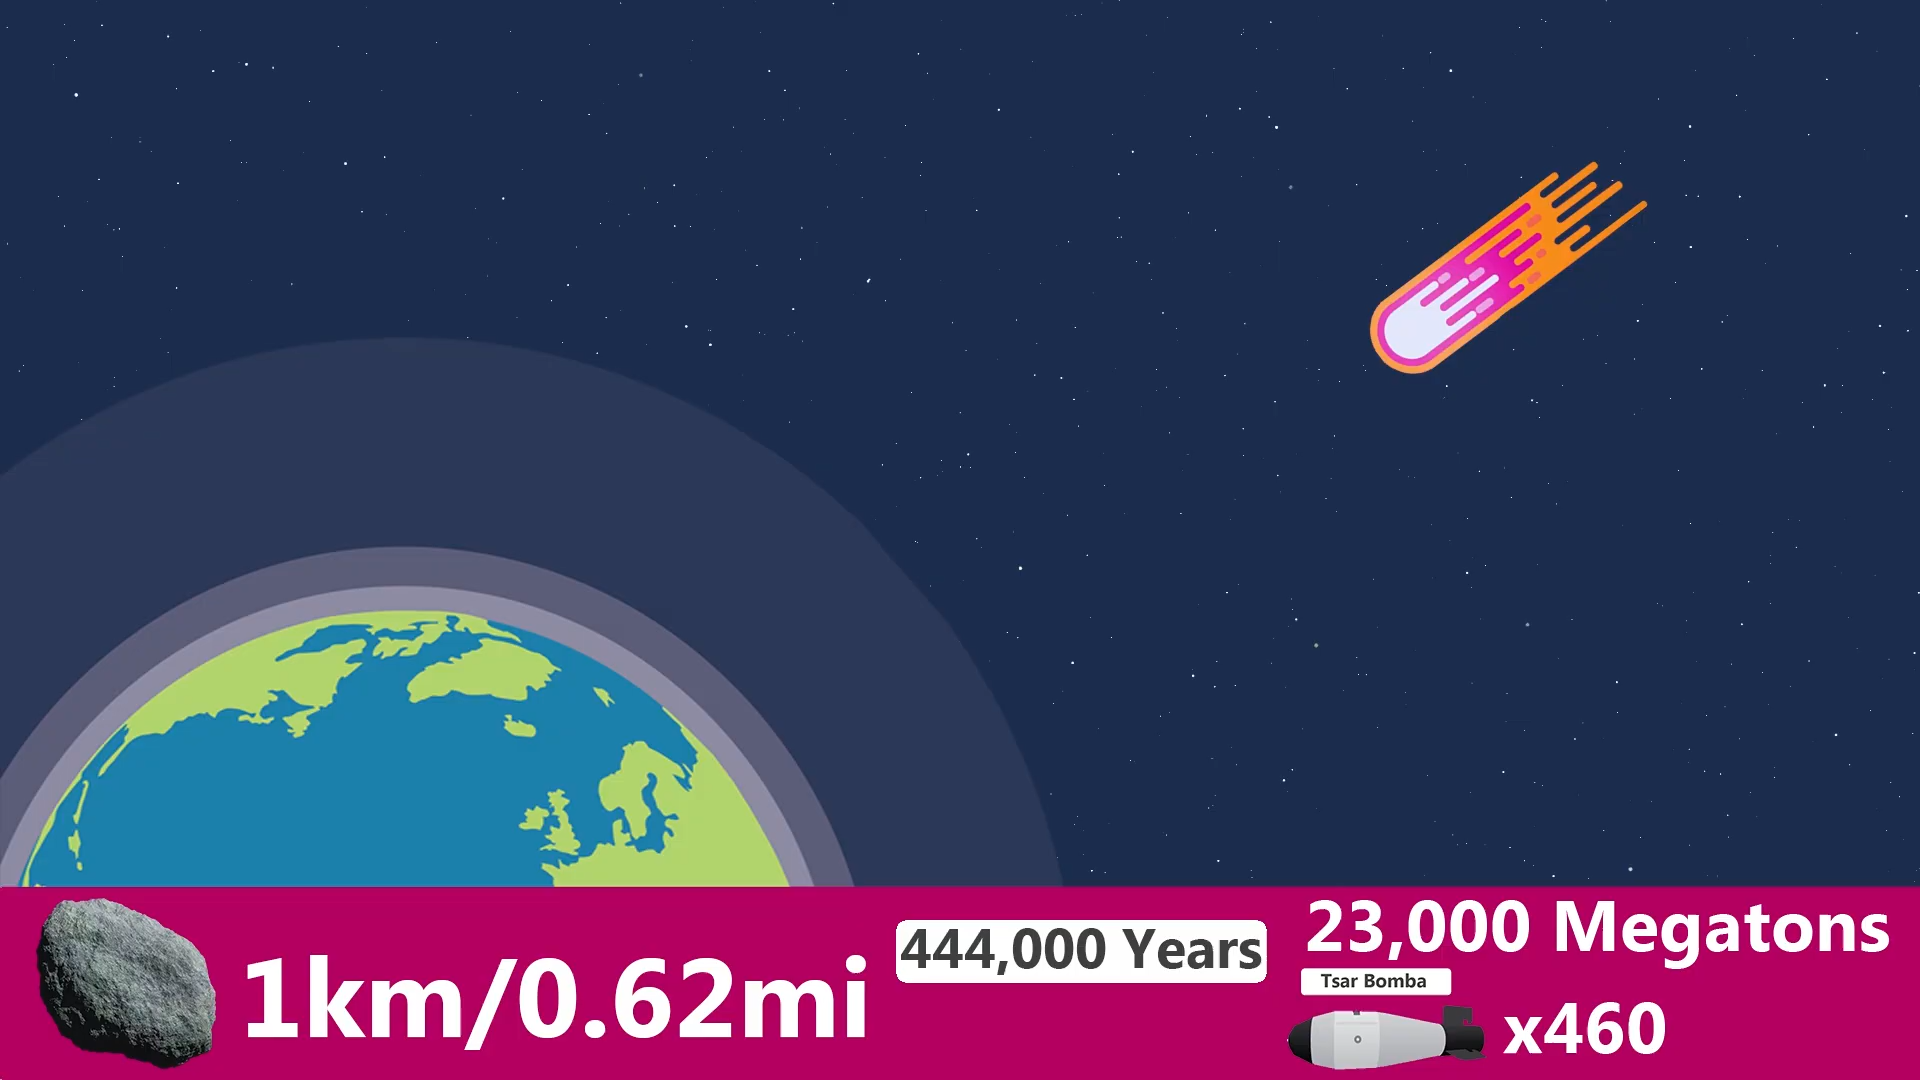 1km/0.62mi
444,000 Years
23,000 Megatons
Tsar Bomba
x460